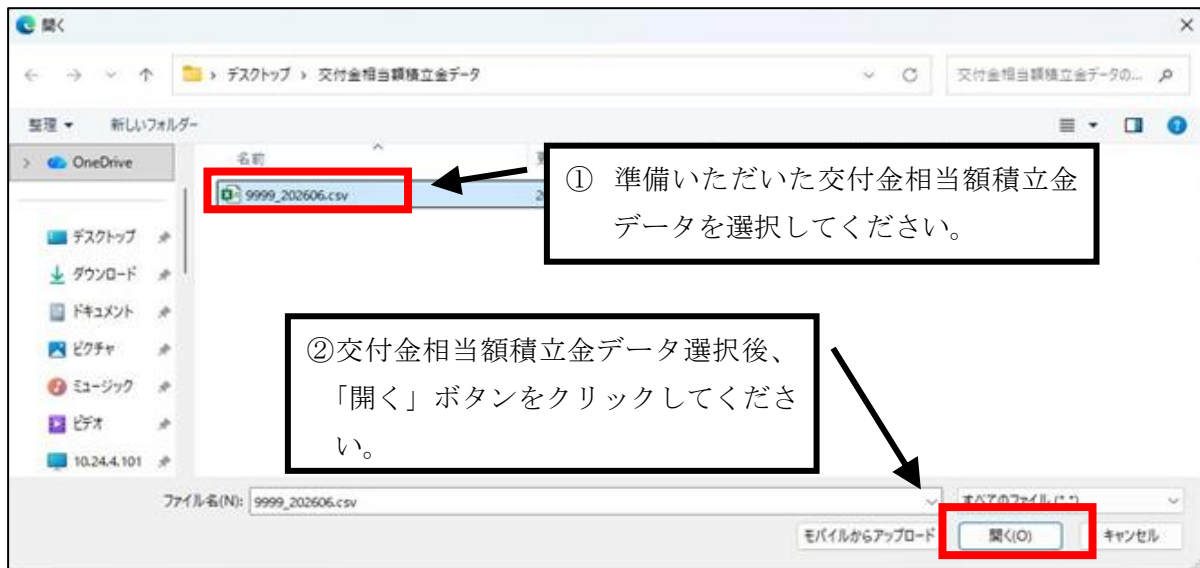 開く
デスクトップ › 交付金相当額積立金データ
交付金相当額積立金データの...
整理
新しいフォルダー
OneDrive
名前
9999_202606.csv
① 準備いただいた交付金相当額積立金
データを選択してください。
デスクトップ
ダウンロード
ドキュメント
ピクチャ
ミュージック
ビデオ
10.24.4.101
②交付金相当額積立金データ選択後、
「開く」ボタンをクリックしてくださ
い。
ファイル名(N): 9999_202606.csv
すべてのファイル (*.*)
モバイルからアップロード
開く(O)
キャンセル